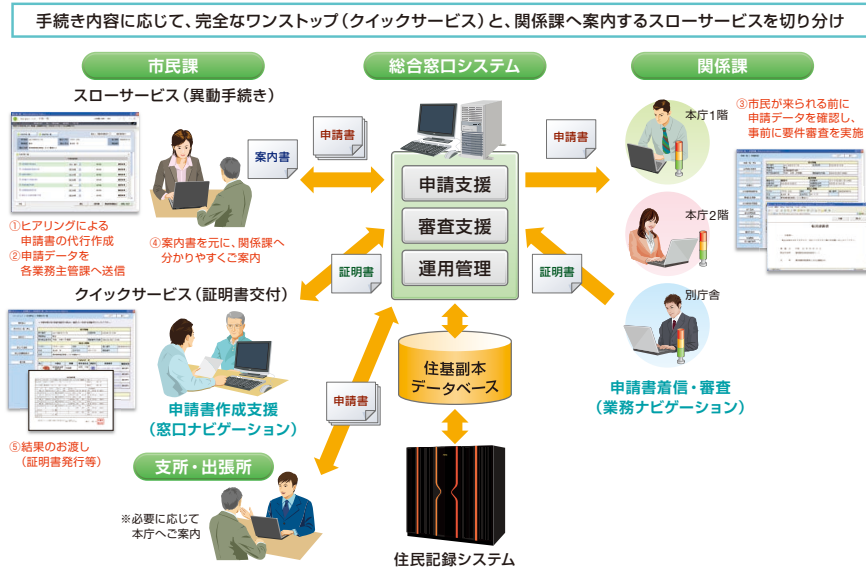 手続き内容に応じて、完全なワンストップ(クイックサービス)と、関係課へ案内するスローサービスを切り分け
市民課
総合窓口システム
関係課
スローサービス(異動手続き)
案内書
申請書
申請書
本庁1階
③市民が来られる前に
申請データを確認し、
事前に要件審査を実施
申請支援
審査支援
運用管理
①ヒアリングによる
申請書の代行作成
②申請データを
各業務主管課へ送信
④案内書を元に、関係課へ
分かりやすくご案内
本庁2階
証明書
証明書
クイックサービス(証明書交付)
別庁舎
住基副本
データベース
申請書作成支援
(窓口ナビゲーション)
申請書
申請書着信・審査
(業務ナビゲーション)
⑤結果のお渡し
(証明書発行等)
支所・出張所
※必要に応じて
本庁へご案内
住民記録システム